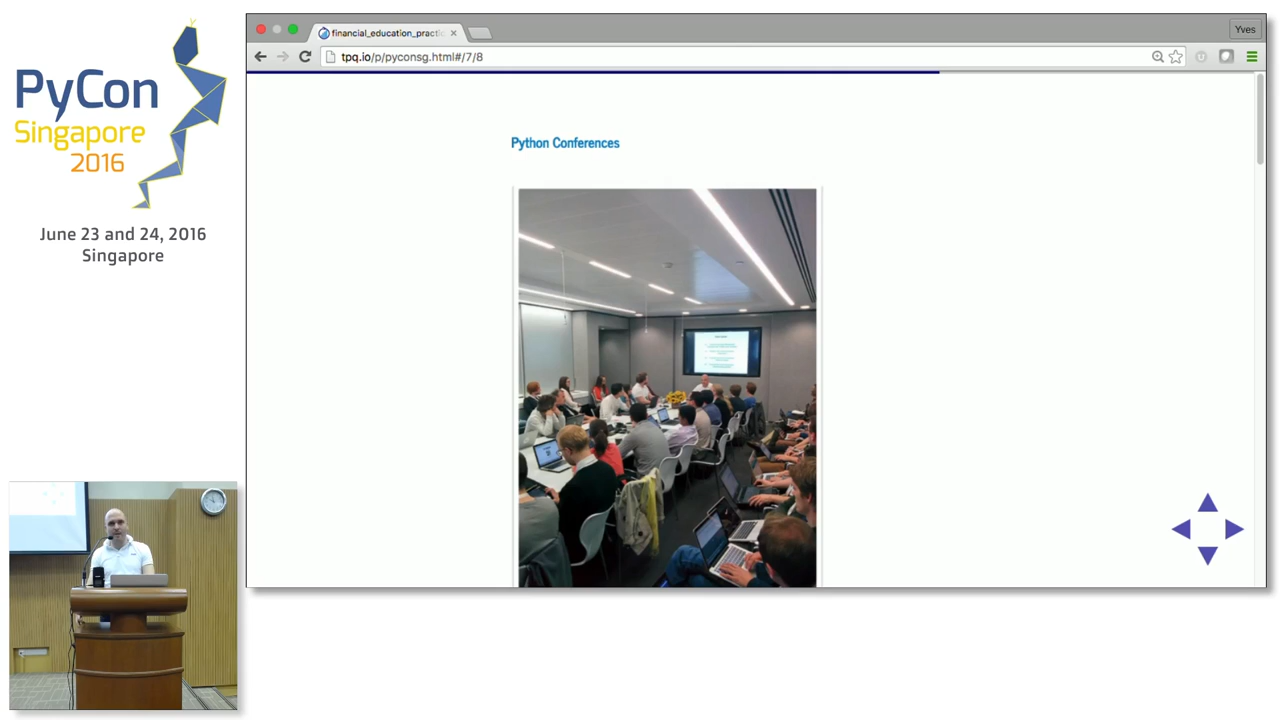 PyCon
Singapore
2016
June 23 and 24, 2016
Singapore
financial_education_practic
Yves
tpq.io/p/pyconsg.html#/7/8
Python Conferences